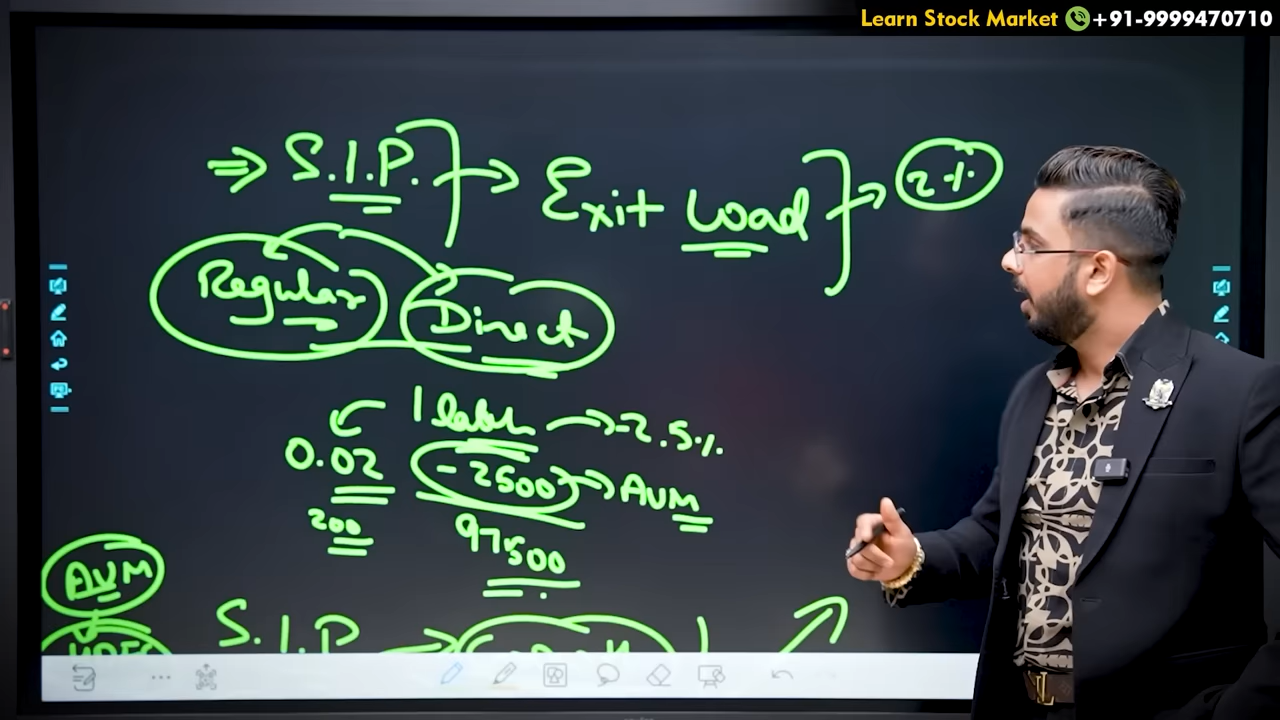 Learn Stock Market +91-9999470710
⇒ S.I.P. → Exit Load → 2%
Regular Direct
1 lakh → -2.5%
0.02 -2500 → AUM
200 97500
AUM
S.I.P →